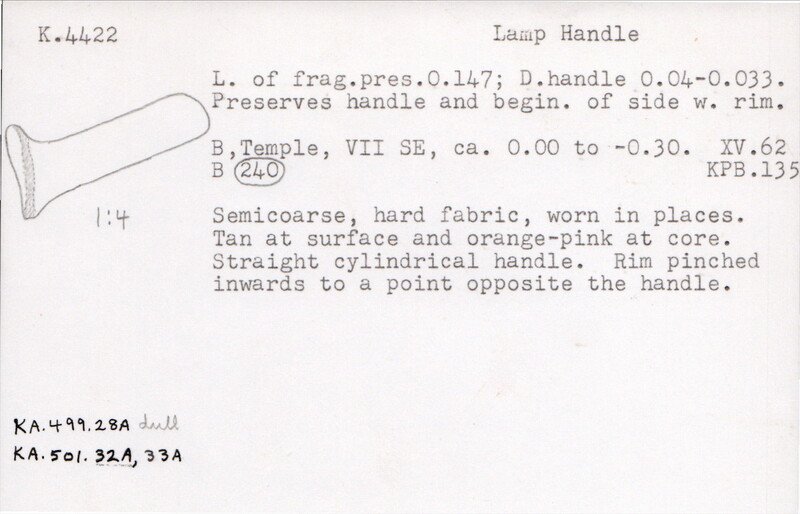 K.4422
Lamp Handle
L. of frag.pres.0.147; D.handle 0.04-0.033.
Preserves handle and begin. of side w. rim.
B,Temple, VII SE, ca. 0.00 to -0.30. XV.62
B 240 KPB.135
1:4
Semicoarse, hard fabric, worn in places.
Tan at surface and orange-pink at core.
Straight cylindrical handle. Rim pinched
inwards to a point opposite the handle.
KA.499.28A dull
KA.501.32A, 33A